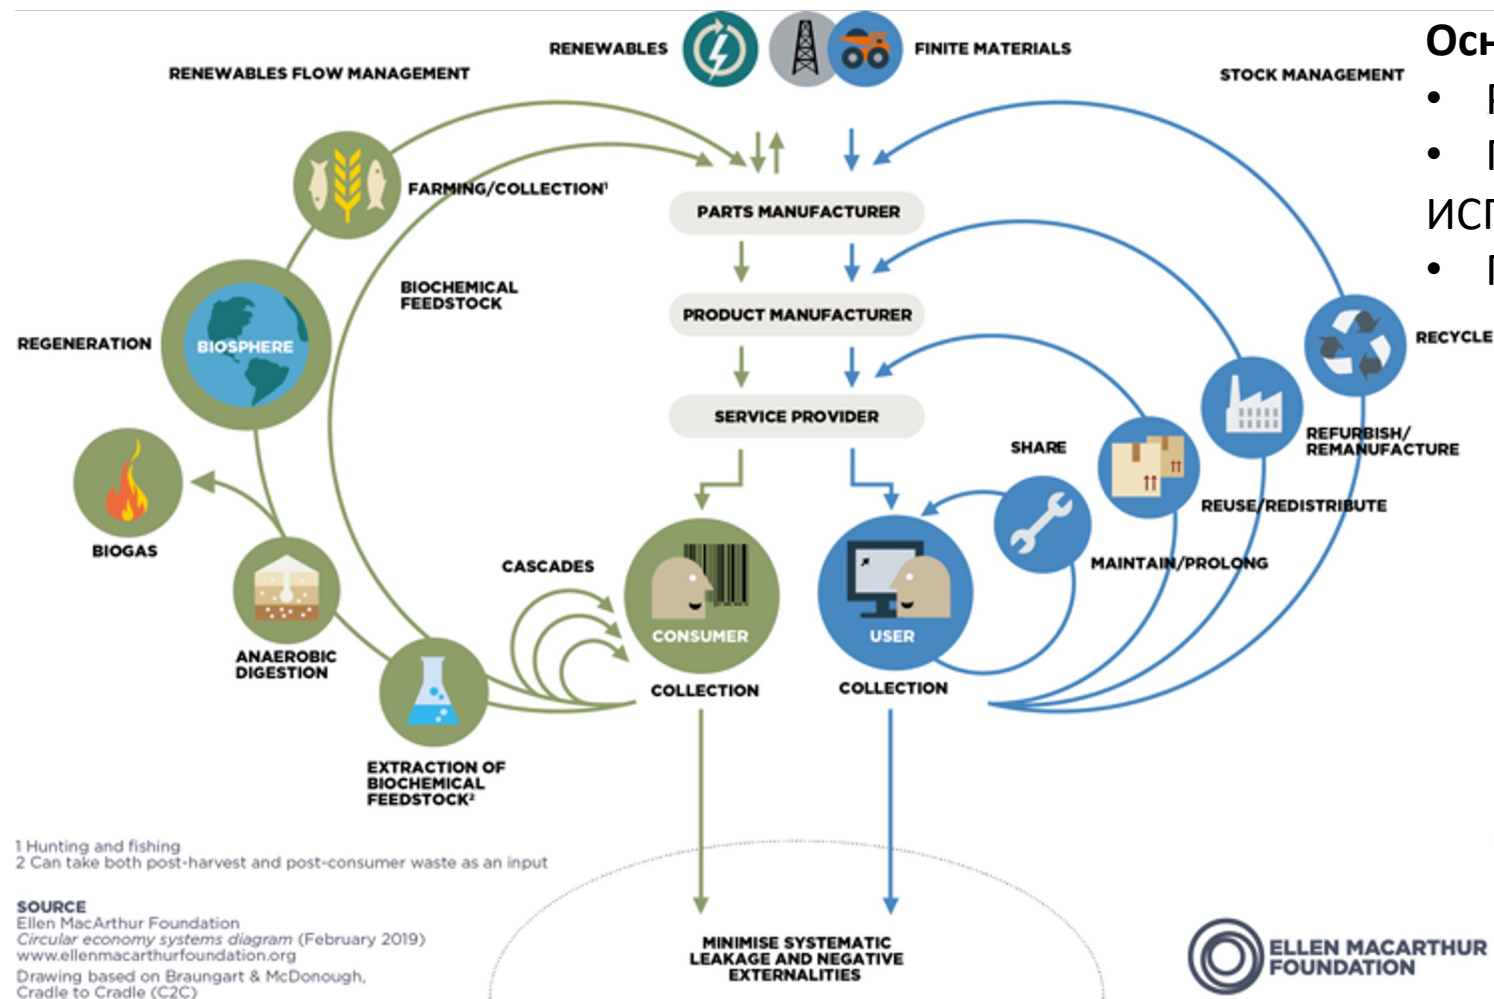 RENEWABLES
FINITE MATERIALS
RENEWABLES FLOW MANAGEMENT
STOCK MANAGEMENT
FARMING/COLLECTION¹
PARTS MANUFACTURER
BIOCHEMICAL
FEEDSTOCK
PRODUCT MANUFACTURER
REGENERATION
BIOSPHERE
RECYCLE
SERVICE PROVIDER
SHARE
REFURBISH/
REMANUFACTURE
REUSE/REDISTRIBUTE
BIOGAS
CASCADES
MAINTAIN/PROLONG
CONSUMER
USER
ANAEROBIC
DIGESTION
COLLECTION
COLLECTION
EXTRACTION OF
BIOCHEMICAL
FEEDSTOCK²
1 Hunting and fishing
2 Can take both post-harvest and post-consumer waste as an input
SOURCE
Ellen MacArthur Foundation
Circular economy systems diagram (February 2019)
www.ellenmacarthurfoundation.org
Drawing based on Braungart & McDonough,
Cradle to Cradle (C2C)
MINIMISE SYSTEMATIC
LEAKAGE AND NEGATIVE
EXTERNALITIES
ELLEN MACARTHUR
FOUNDATION